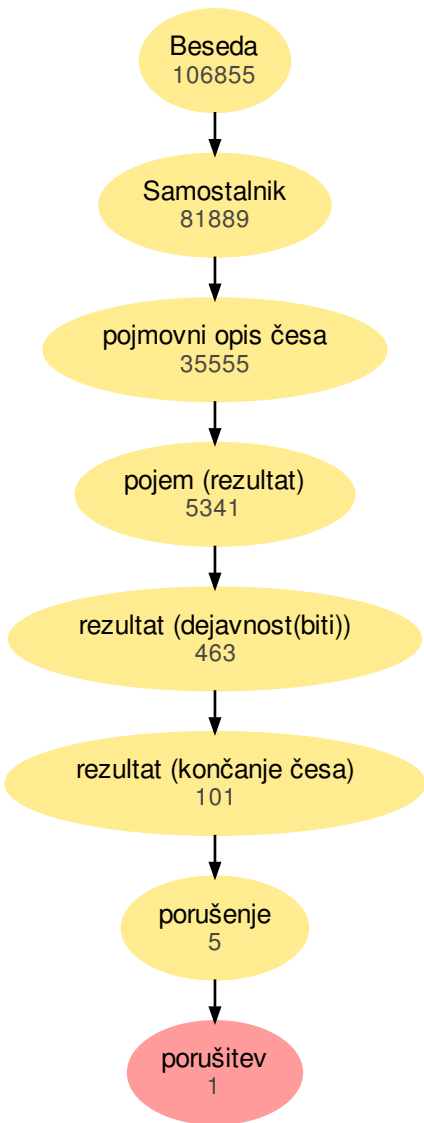 Beseda
106855
Samostalnik
81889
pojmovni opis česa
35555
pojem (rezultat)
5341
rezultat (dejavnost(biti))
463
rezultat (končanje česa)
101
porušenje
5
porušitev
1